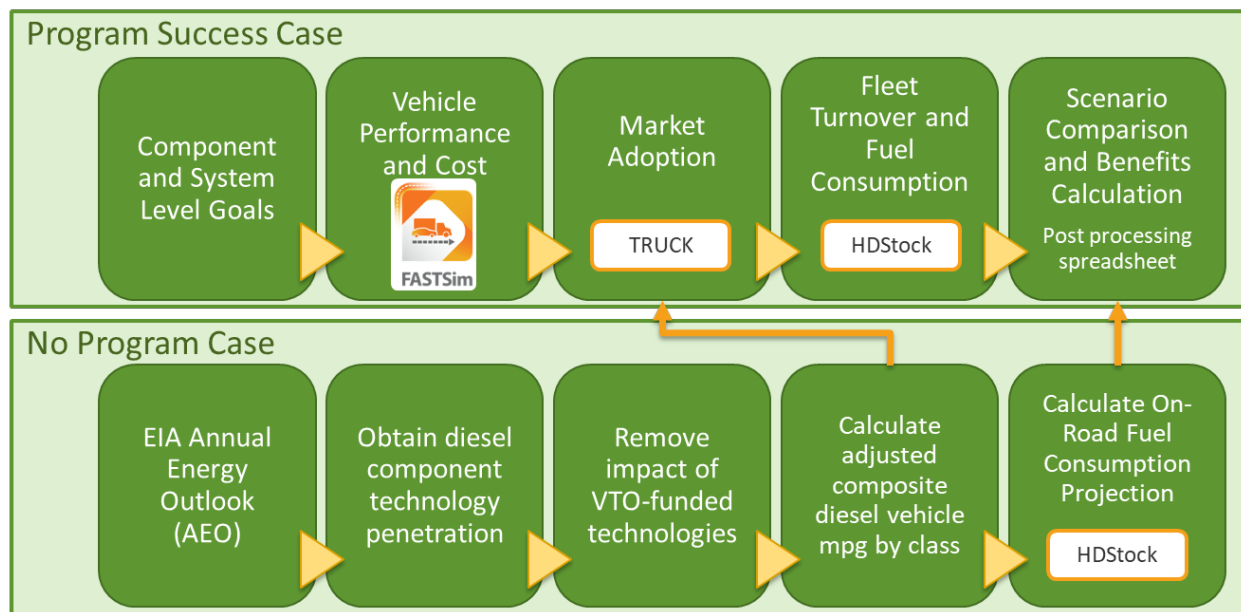 Program Success Case
Component
and System
Level Goals
Vehicle
Performance
and Cost
FASTSim
Market
Adoption
TRUCK
Fleet
Turnover and
Fuel
Consumption
HDStock
Scenario
Comparison
and Benefits
Calculation
Post processing
spreadsheet
No Program Case
EIA Annual
Energy
Outlook
(AEO)
Obtain diesel
component
technology
penetration
Remove
impact of
VTO-funded
technologies
Calculate
adjusted
composite
diesel vehicle
mpg by class
Calculate On-
Road Fuel
Consumption
Projection
HDStock